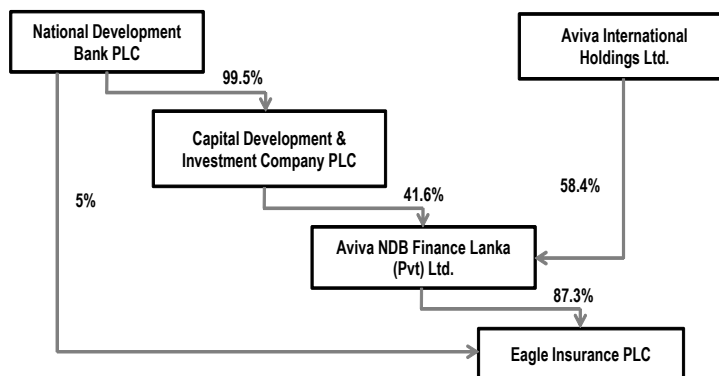 National Development
Bank PLC
Aviva International
Holdings Ltd.
99.5%
Capital Development &
Investment Company PLC
5%
41.6%
58.4%
Aviva NDB Finance Lanka
(Pvt) Ltd.
87.3%
Eagle Insurance PLC